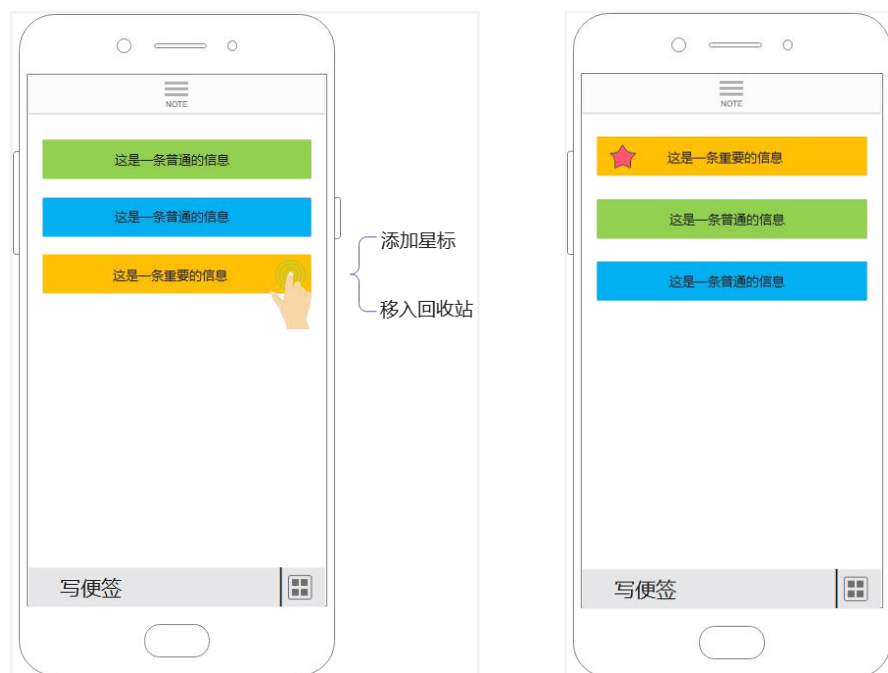 NOTE
这是一条普通的信息
这是一条普通的信息
这是一条重要的信息
添加星标
移入回收站
写便签
NOTE
这是一条重要的信息
这是一条普通的信息
这是一条普通的信息
写便签